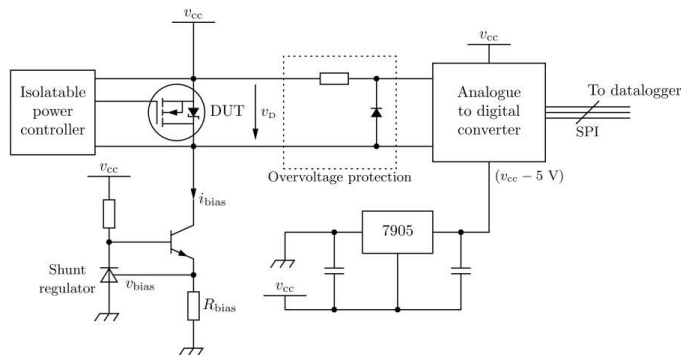 v_cc
v_cc
Isolatable
power
controller
DUT
v_D
Analogue
to digital
converter
To datalogger
SPI
Overvoltage protection
(v_cc − 5 V)
v_cc
i_bias
7905
Shunt
regulator
v_bias
R_bias
v_cc